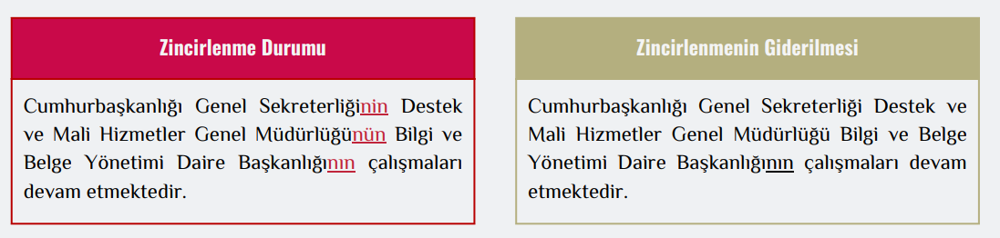 Zincirlenme Durumu
Cumhurbaşkanlığı Genel Sekreterliğinin Destek
ve Mali Hizmetler Genel Müdürlüğünün Bilgi ve
Belge Yönetimi Daire Başkanlığının çalışmaları
devam etmektedir.
Zincirlenmenin Giderilmesi
Cumhurbaşkanlığı Genel Sekreterliği Destek ve
Mali Hizmetler Genel Müdürlüğü Bilgi ve Belge
Yönetimi Daire Başkanlığının çalışmaları devam
etmektedir.